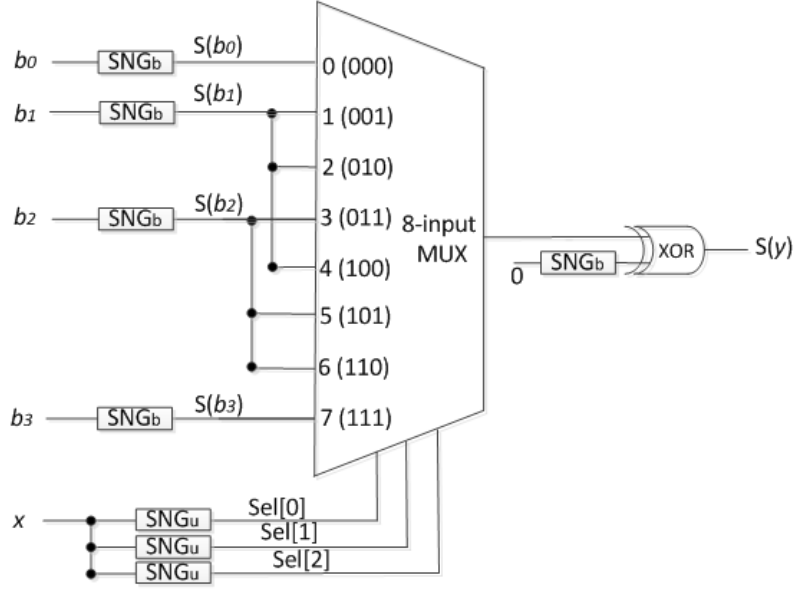 b0 SNGb S(b0) 0 (000)
b1 SNGb S(b1) 1 (001)
2 (010)
b2 SNGb S(b2) 3 (011)
8-input
MUX
4 (100)
5 (101)
6 (110)
b3 SNGb S(b3) 7 (111)
0 SNGb XOR S(y)
x SNGu Sel[0]
SNGu Sel[1]
SNGu Sel[2]